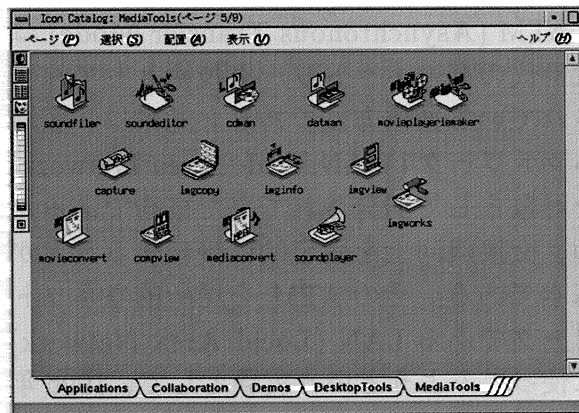 Icon Catalog: MediaTools(ページ 5/9)
ページ(P) 選択(S) 配置(A) 表示(V) ヘルプ(H)
soundfiler soundeditor cdman datman movieplayeriemaker
capture imgcopy imginfo imgview
imgworks
movieconvert compview mediaconvert soundplayer
Applications Collaboration Demos DesktopTools MediaTools